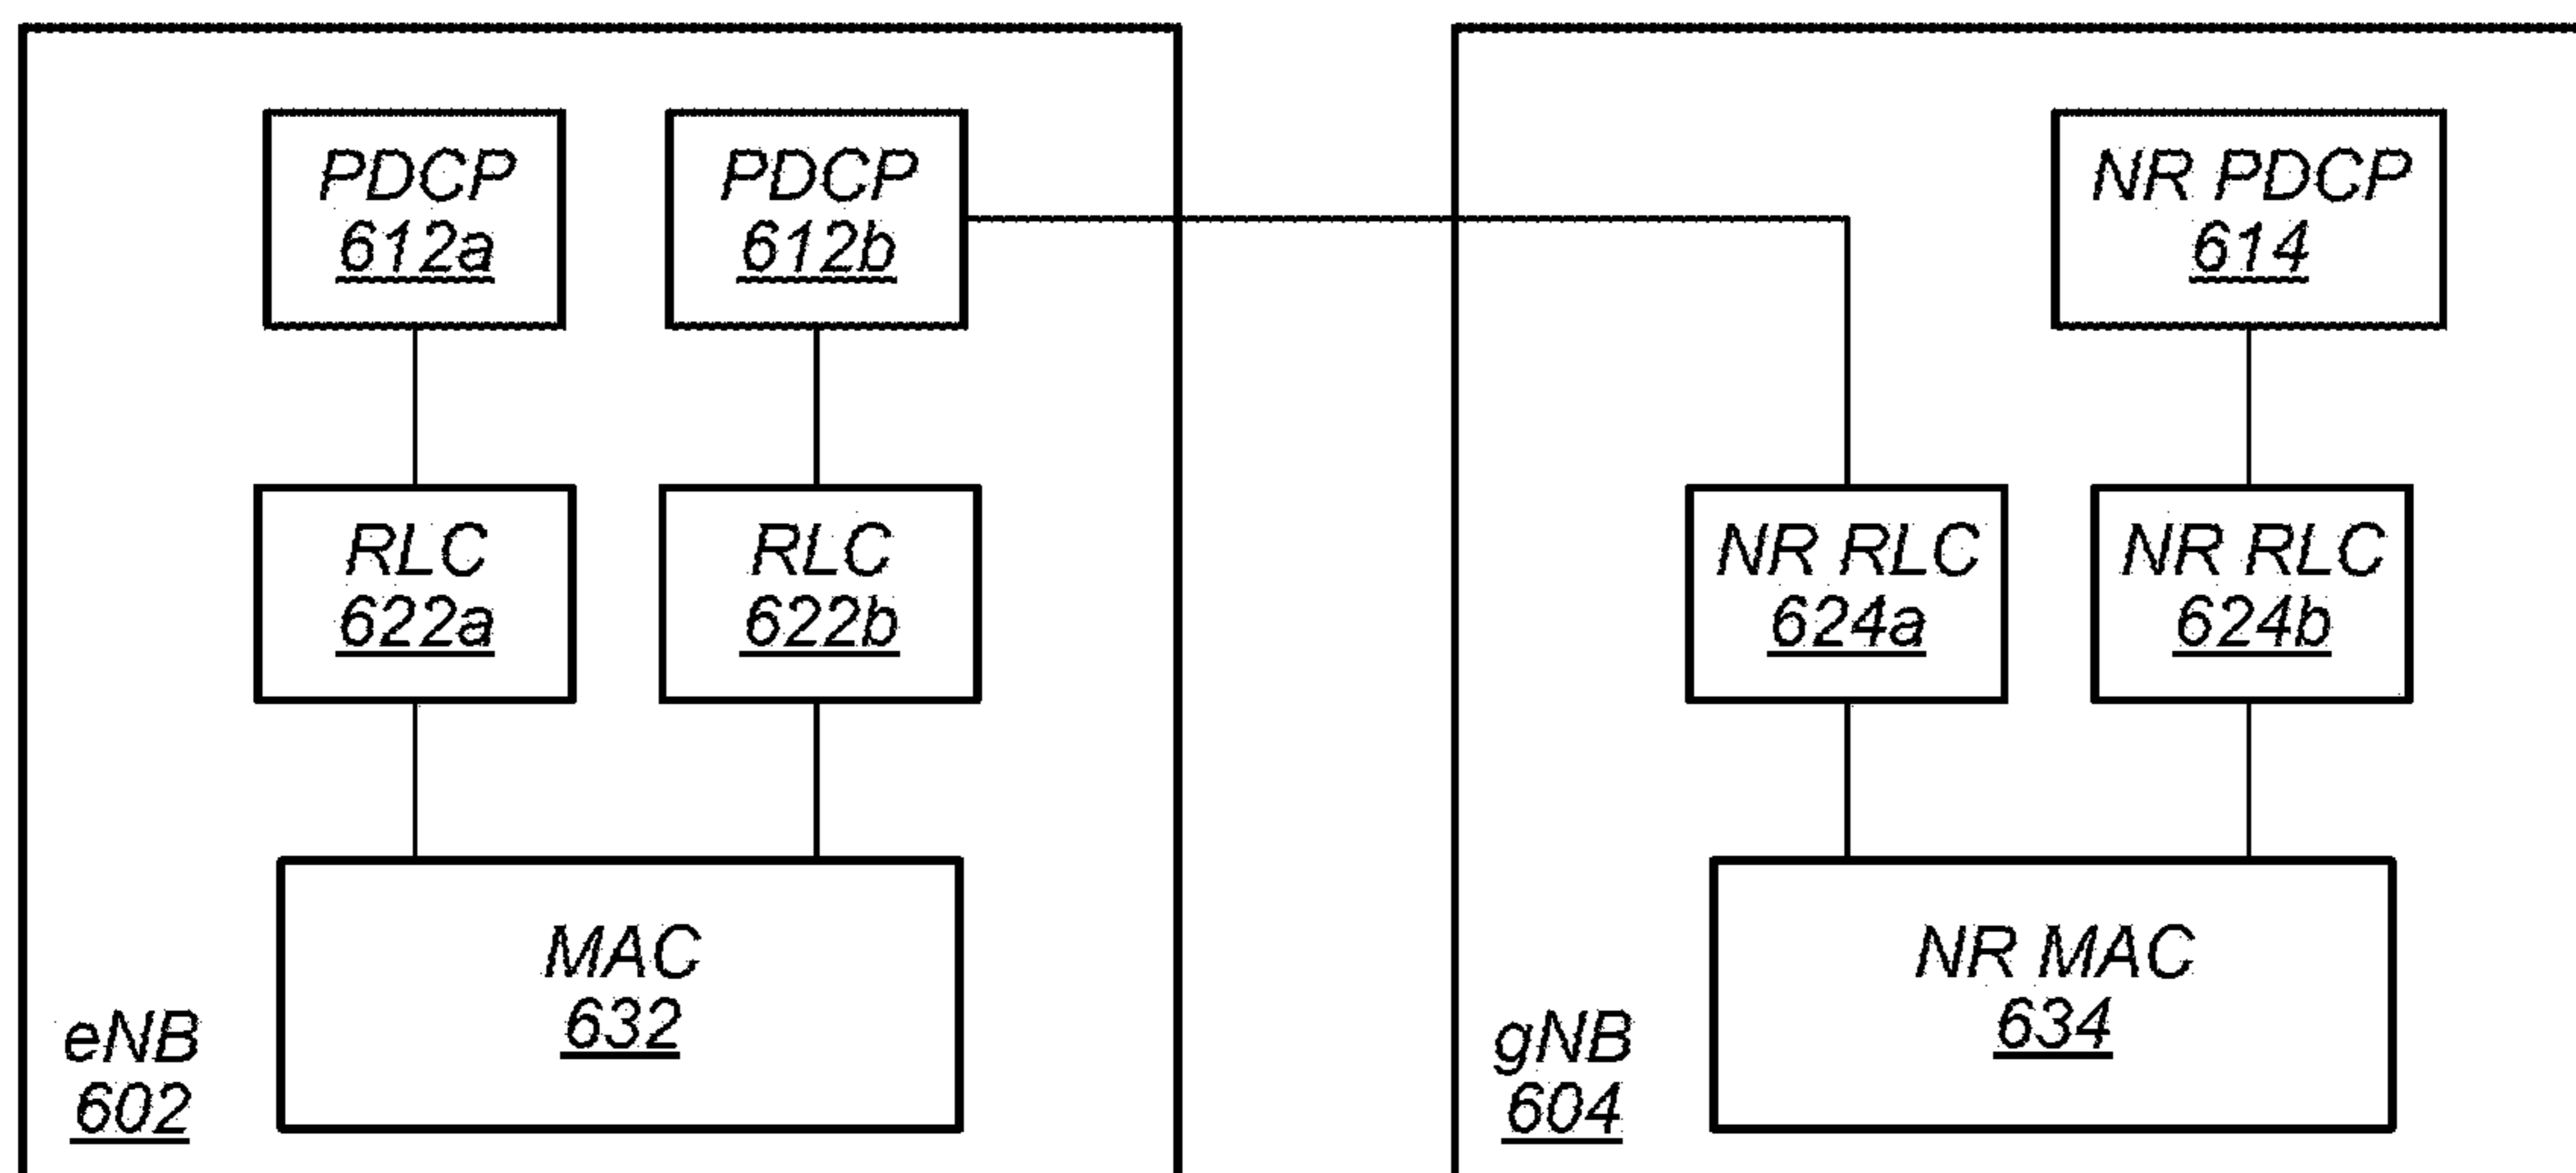 PDCP
612a
PDCP
612b
NR PDCP
614
RLC
622a
RLC
622b
NR RLC
624a
NR RLC
624b
MAC
632
eNB
602
NR MAC
634
gNB
604